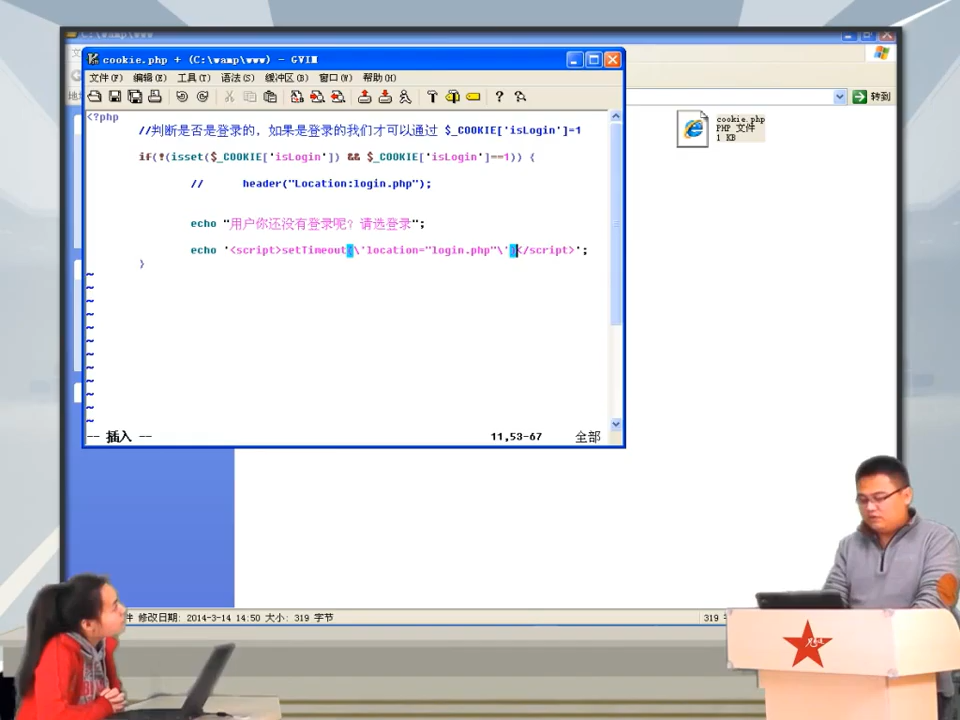 C:\wamp\www
cookie.php + (C:\wamp\www) - GVIM
文件(F) 编辑(E) 工具(T) 语法(S) 缓冲区(B) 窗口(W) 帮助(H)
转到
<?php
//判断是否是登录的，如果是登录的我们才可以通过 $_COOKIE['isLogin']=1
if(!(isset($_COOKIE['isLogin']) && $_COOKIE['isLogin']==1)) {
// header("Location:login.php");
echo "用户你还没有登录呢？请选登录";
echo '<script>setTimeout(\'location="login.php"\')</script>';
}
~
~
~
~
~
~
~
~
~
~
~
~
-- 插入 --
11,53-67
全部
cookie.php
PHP 文件
1 KB
件 修改日期: 2014-3-14 14:50 大小: 319 字节
319